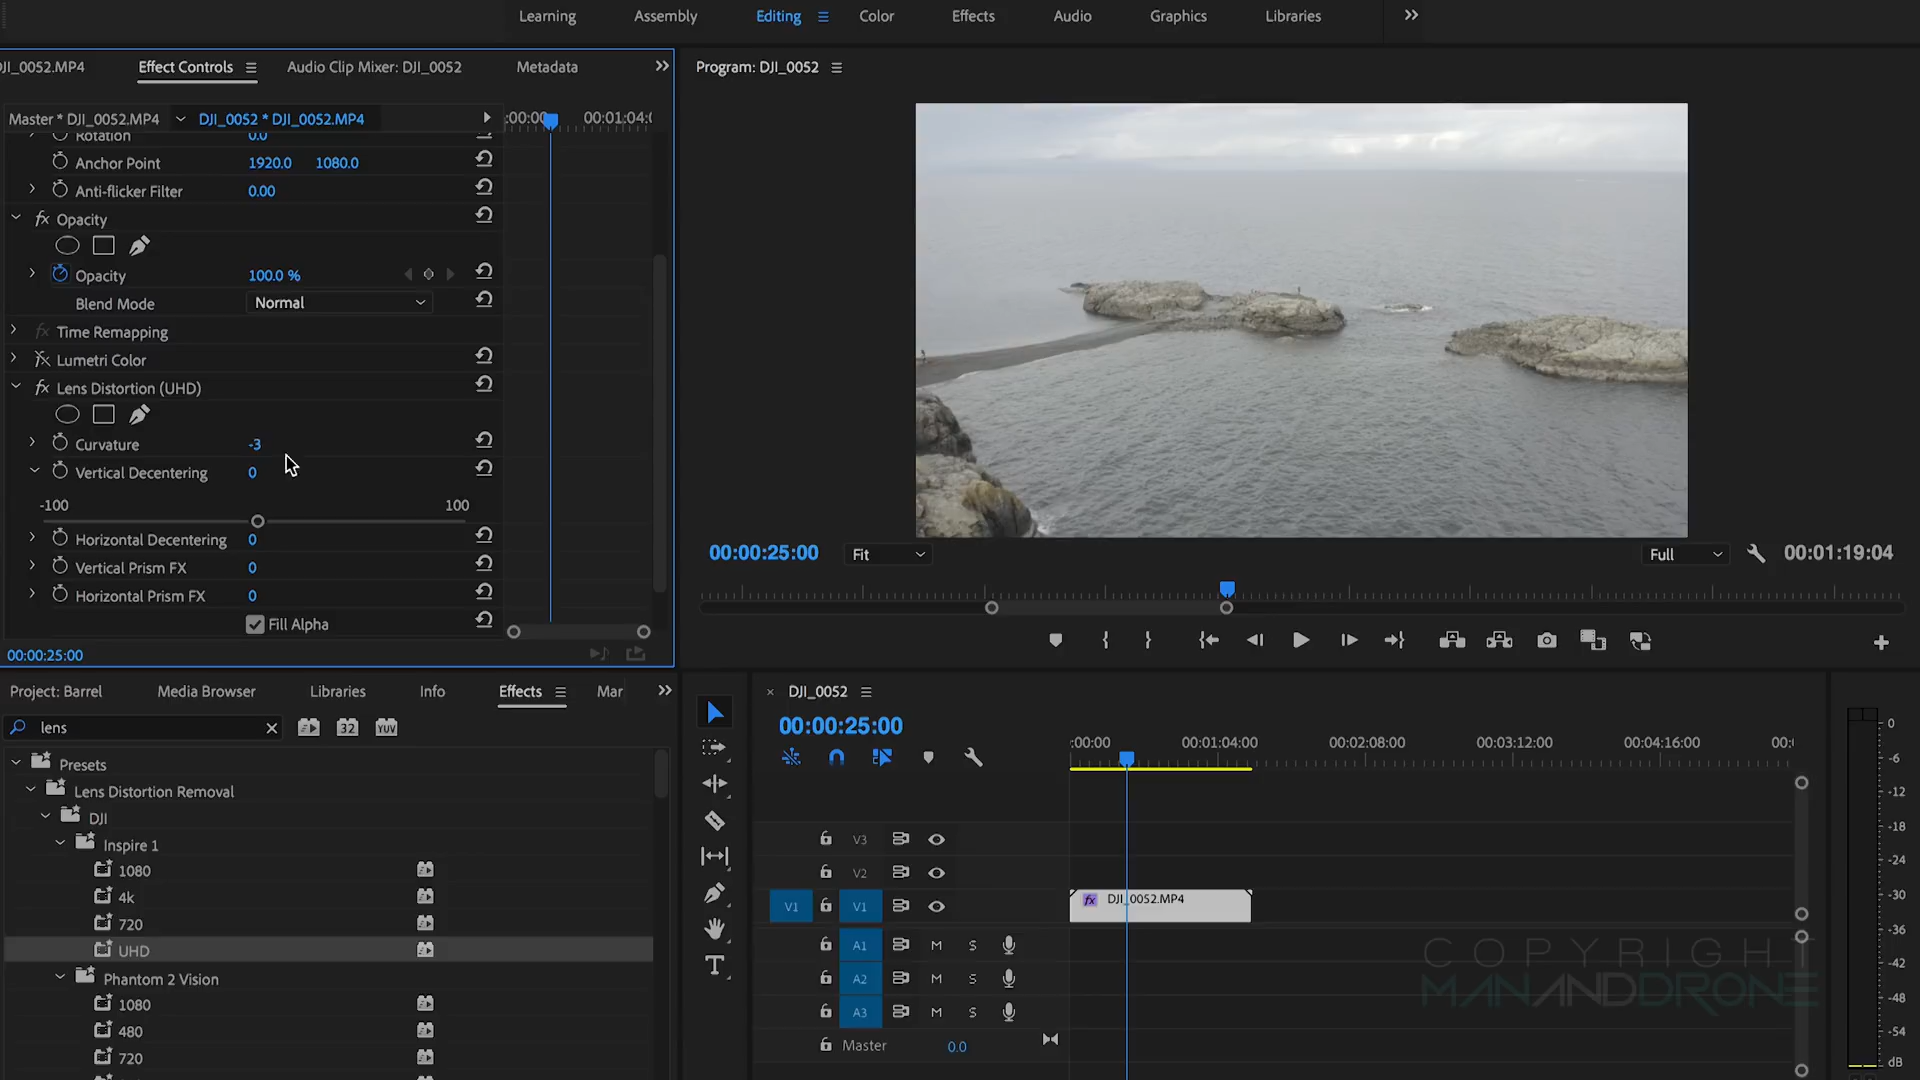 Learning Assembly Editing Color Effects Audio Graphics Libraries
JI_0052.MP4 Effect Controls Audio Clip Mixer: DJI_0052 Metadata
Program: DJI_0052
Master * DJI_0052.MP4 DJI_0052 * DJI_0052.MP4 :00:00 00:01:04:0
Rotation 0.0
Anchor Point 1920.0 1080.0
Anti-flicker Filter 0.00
fx Opacity
Opacity 100.0 %
Blend Mode Normal
fx Time Remapping
fx Lumetri Color
fx Lens Distortion (UHD)
Curvature -3
Vertical Decentering 0
-100 100
Horizontal Decentering 0
Vertical Prism FX 0
Horizontal Prism FX 0
Fill Alpha
00:00:25:00
00:00:25:00 Fit Full 00:01:19:04
Project: Barrel Media Browser Libraries Info Effects Mar
lens 32 YUV
Presets
Lens Distortion Removal
DJI
Inspire 1
1080
4k
720
UHD
Phantom 2 Vision
1080
480
720
T
× DJI_0052
00:00:25:00
:00:00 00:01:04:00 00:02:08:00 00:03:12:00 00:04:16:00 00:
V3
V2
V1 V1
fx DJI_0052.MP4
A1 M S
A2 M S
A3 M S
Master 0.0
COPYRIGHT
MANANDDRONE
0
-6
-12
-18
-24
-30
-36
-42
-48
-54
dB